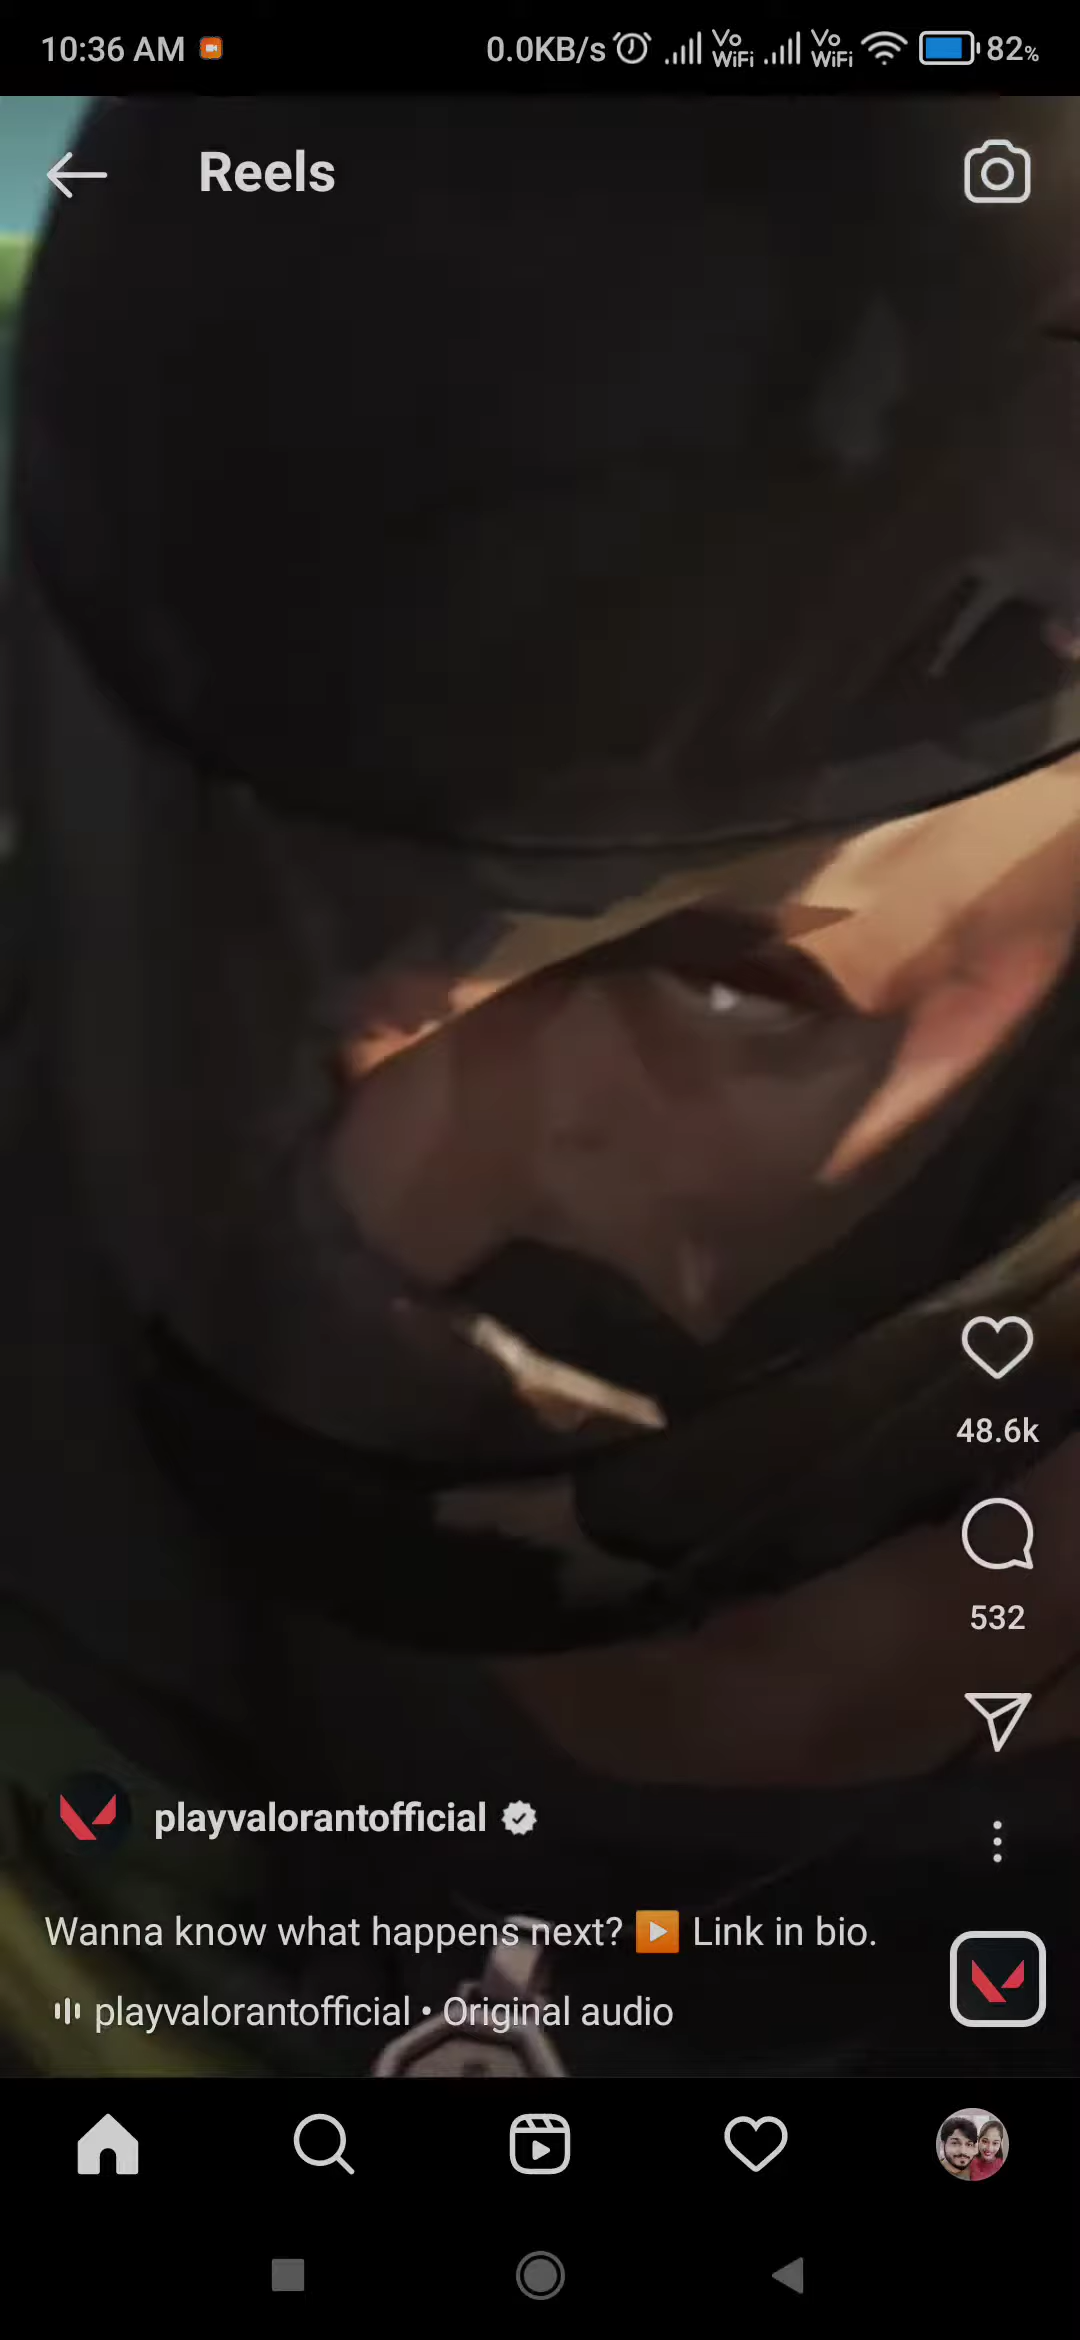 10:36 AM 0.0KB/s Vo WiFi Vo WiFi 82%
Reels
48.6k
532
playvalorantofficial
Wanna know what happens next? ▶️ Link in bio.
playvalorantofficial • Original audio